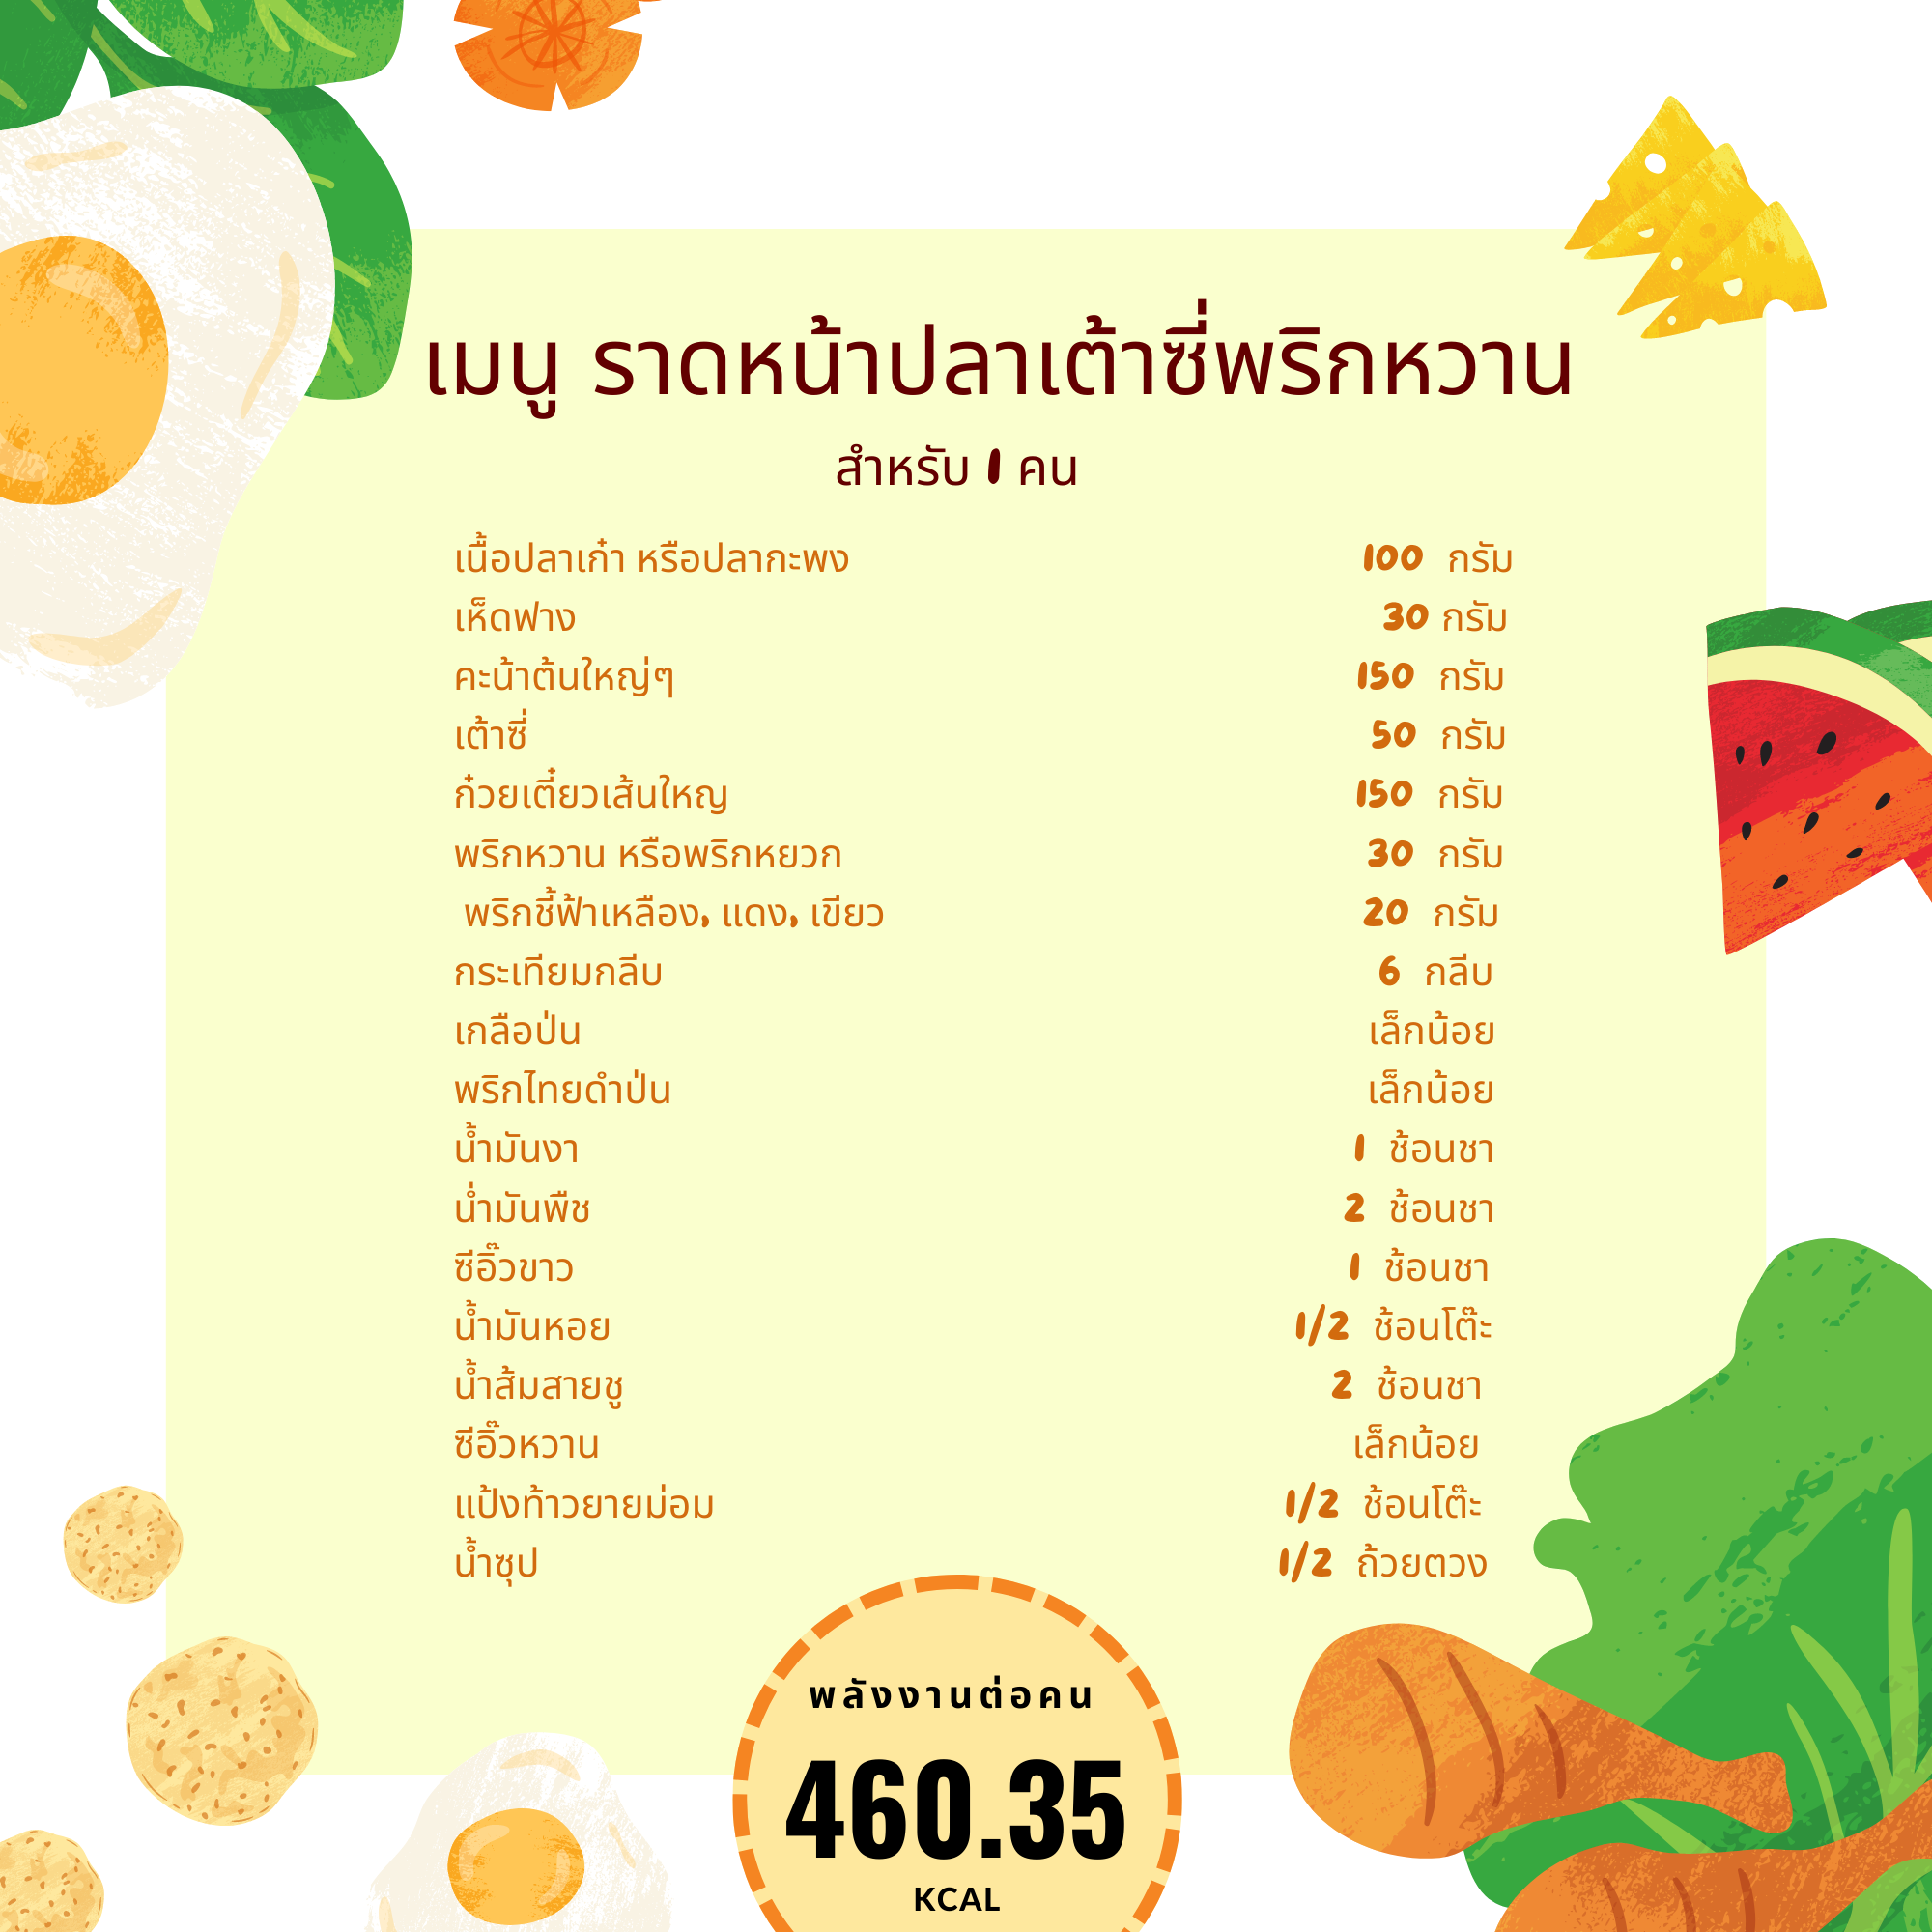 เมนู ราดหน้าปลาเต้าซี่พริกหวาน
สำหรับ 1 คน
เนื้อปลาเก๋า หรือปลากะพง 100 กรัม
เห็ดฟาง 30 กรัม
คะน้าต้นใหญ่ๆ 150 กรัม
เต้าซี่ 50 กรัม
ก๋วยเตี๋ยวเส้นใหญ 150 กรัม
พริกหวาน หรือพริกหยวก 30 กรัม
พริกชี้ฟ้าเหลือง, แดง, เขียว 20 กรัม
กระเทียมกลีบ 6 กลีบ
เกลือป่น เล็กน้อย
พริกไทยดำป่น เล็กน้อย
น้ำมันงา 1 ช้อนชา
น่ำมันพืช 2 ช้อนชา
ซีอิ๊วขาว 1 ช้อนชา
น้ำมันหอย 1/2 ช้อนโต๊ะ
น้ำส้มสายชู 2 ช้อนชา
ซีอิ๊วหวาน เล็กน้อย
แป้งท้าวยายม่อม 1/2 ช้อนโต๊ะ
น้ำซุป 1/2 ถ้วยตวง
พลังงานต่อคน
460.35
KCAL